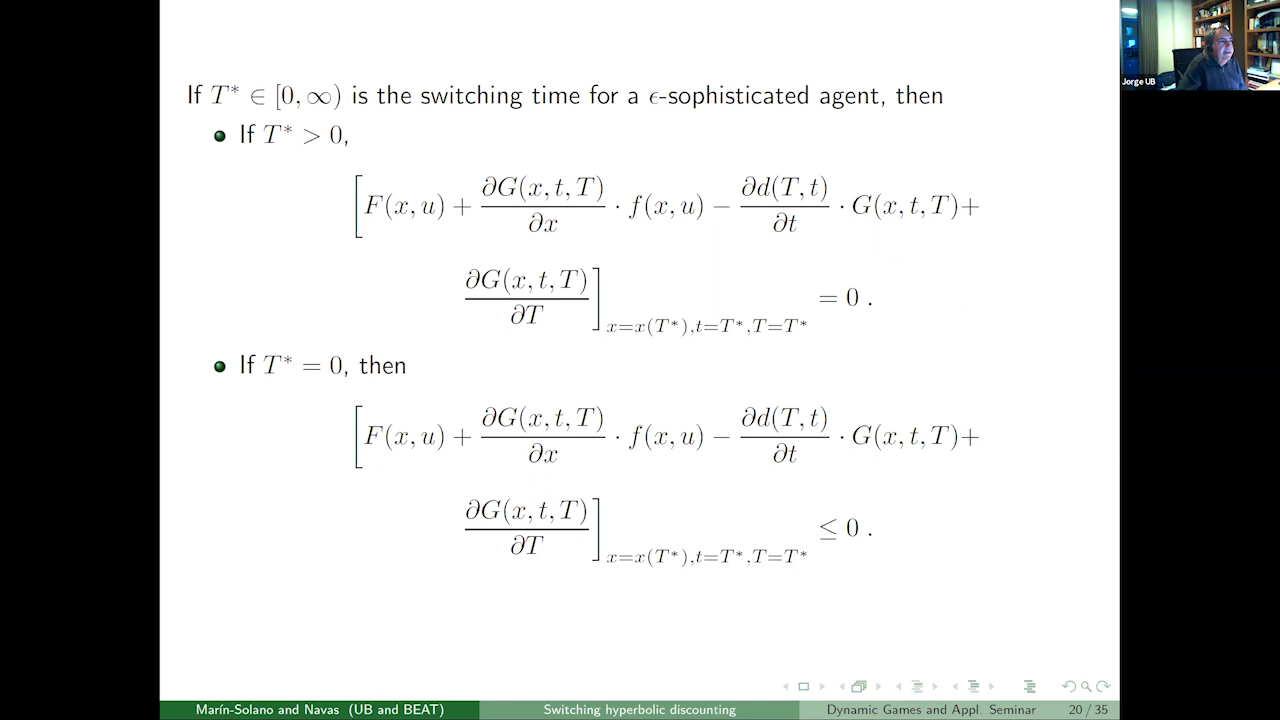 Jorge UB
If T* ∈ [0, ∞) is the switching time for a ϵ-sophisticated agent, then
If T* > 0,
[F(x, u) + ∂G(x, t, T)/∂x · f(x, u) − ∂d(T, t)/∂t · G(x, t, T)+
∂G(x, t, T)/∂T]x=x(T*),t=T*,T=T* = 0 .
If T* = 0, then
[F(x, u) + ∂G(x, t, T)/∂x · f(x, u) − ∂d(T, t)/∂t · G(x, t, T)+
∂G(x, t, T)/∂T]x=x(T*),t=T*,T=T* ≤ 0 .
Marín-Solano and Navas (UB and BEAT)
Switching hyperbolic discounting
Dynamic Games and Appl. Seminar
20 / 35